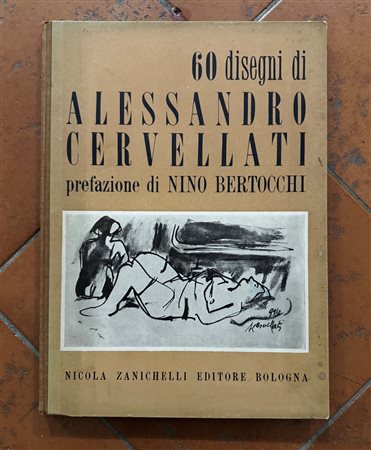 60 disegni di
ALESSANDRO
CERVELLATI
prefazione di NINO BERTOCCHI
NICOLA ZANICHELLI EDITORE BOLOGNA